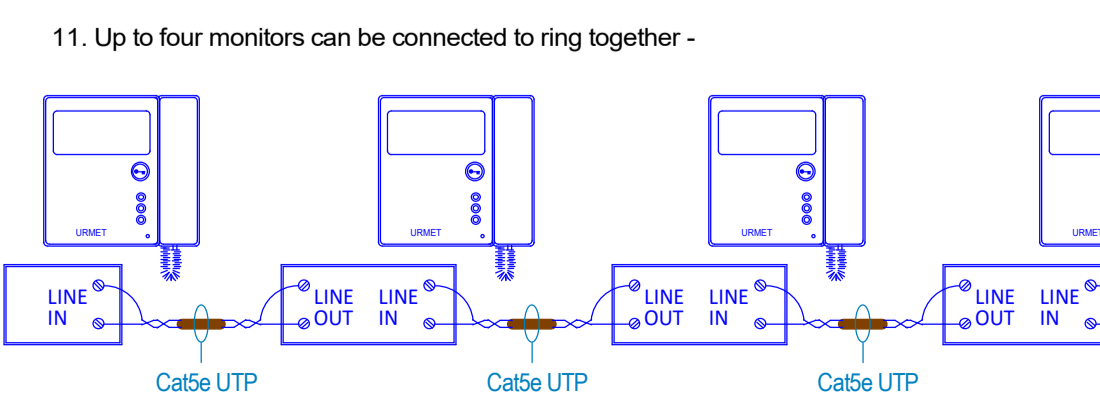 11. Up to four monitors can be connected to ring together -
URMET
URMET
URMET
URMET
LINE
IN
LINE
OUT
LINE
IN
LINE
OUT
LINE
IN
LINE
OUT
LINE
IN
Cat5e UTP
Cat5e UTP
Cat5e UTP